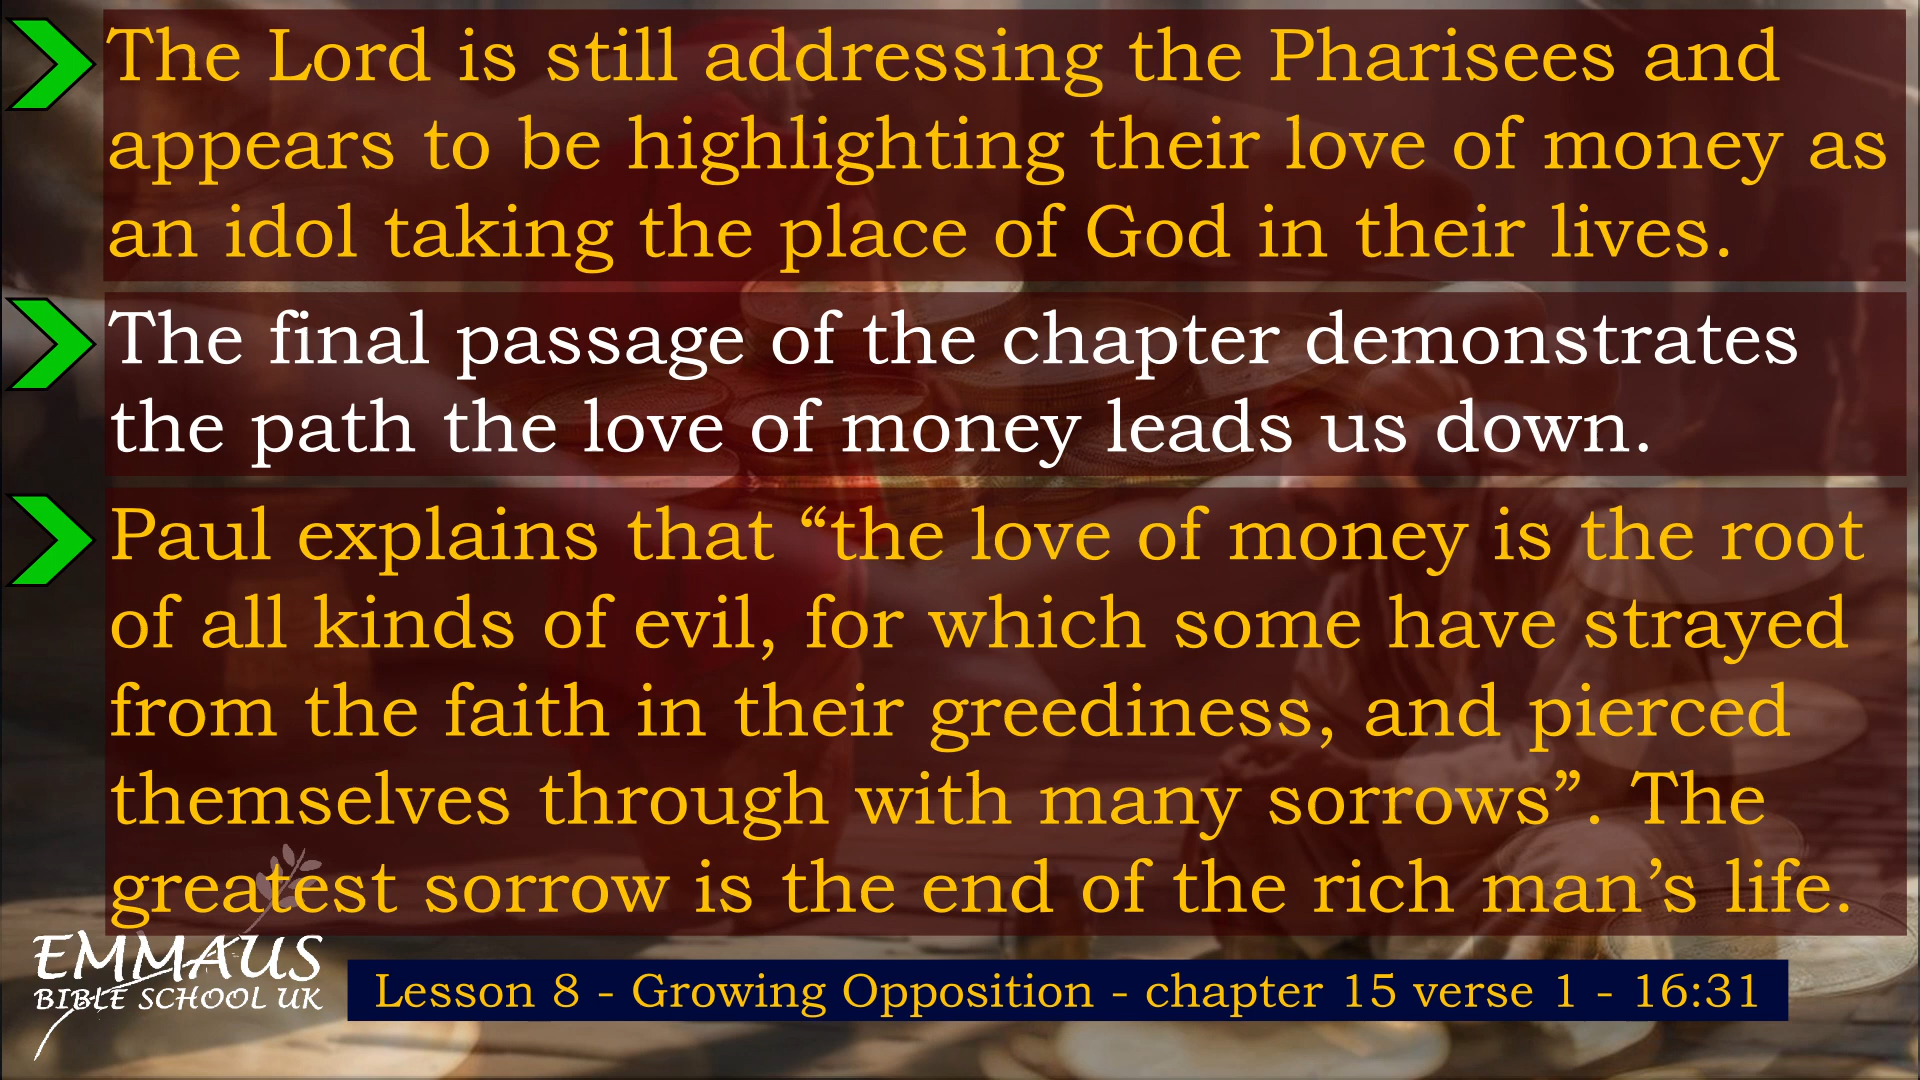 The Lord is still addressing the Pharisees and
appears to be highlighting their love of money as
an idol taking the place of God in their lives.
The final passage of the chapter demonstrates
the path the love of money leads us down.
Paul explains that “the love of money is the root
of all kinds of evil, for which some have strayed
from the faith in their greediness, and pierced
themselves through with many sorrows”. The
greatest sorrow is the end of the rich man’s life.
EMMAUS
BIBLE SCHOOL UK
Lesson 8 - Growing Opposition - chapter 15 verse 1 - 16:31